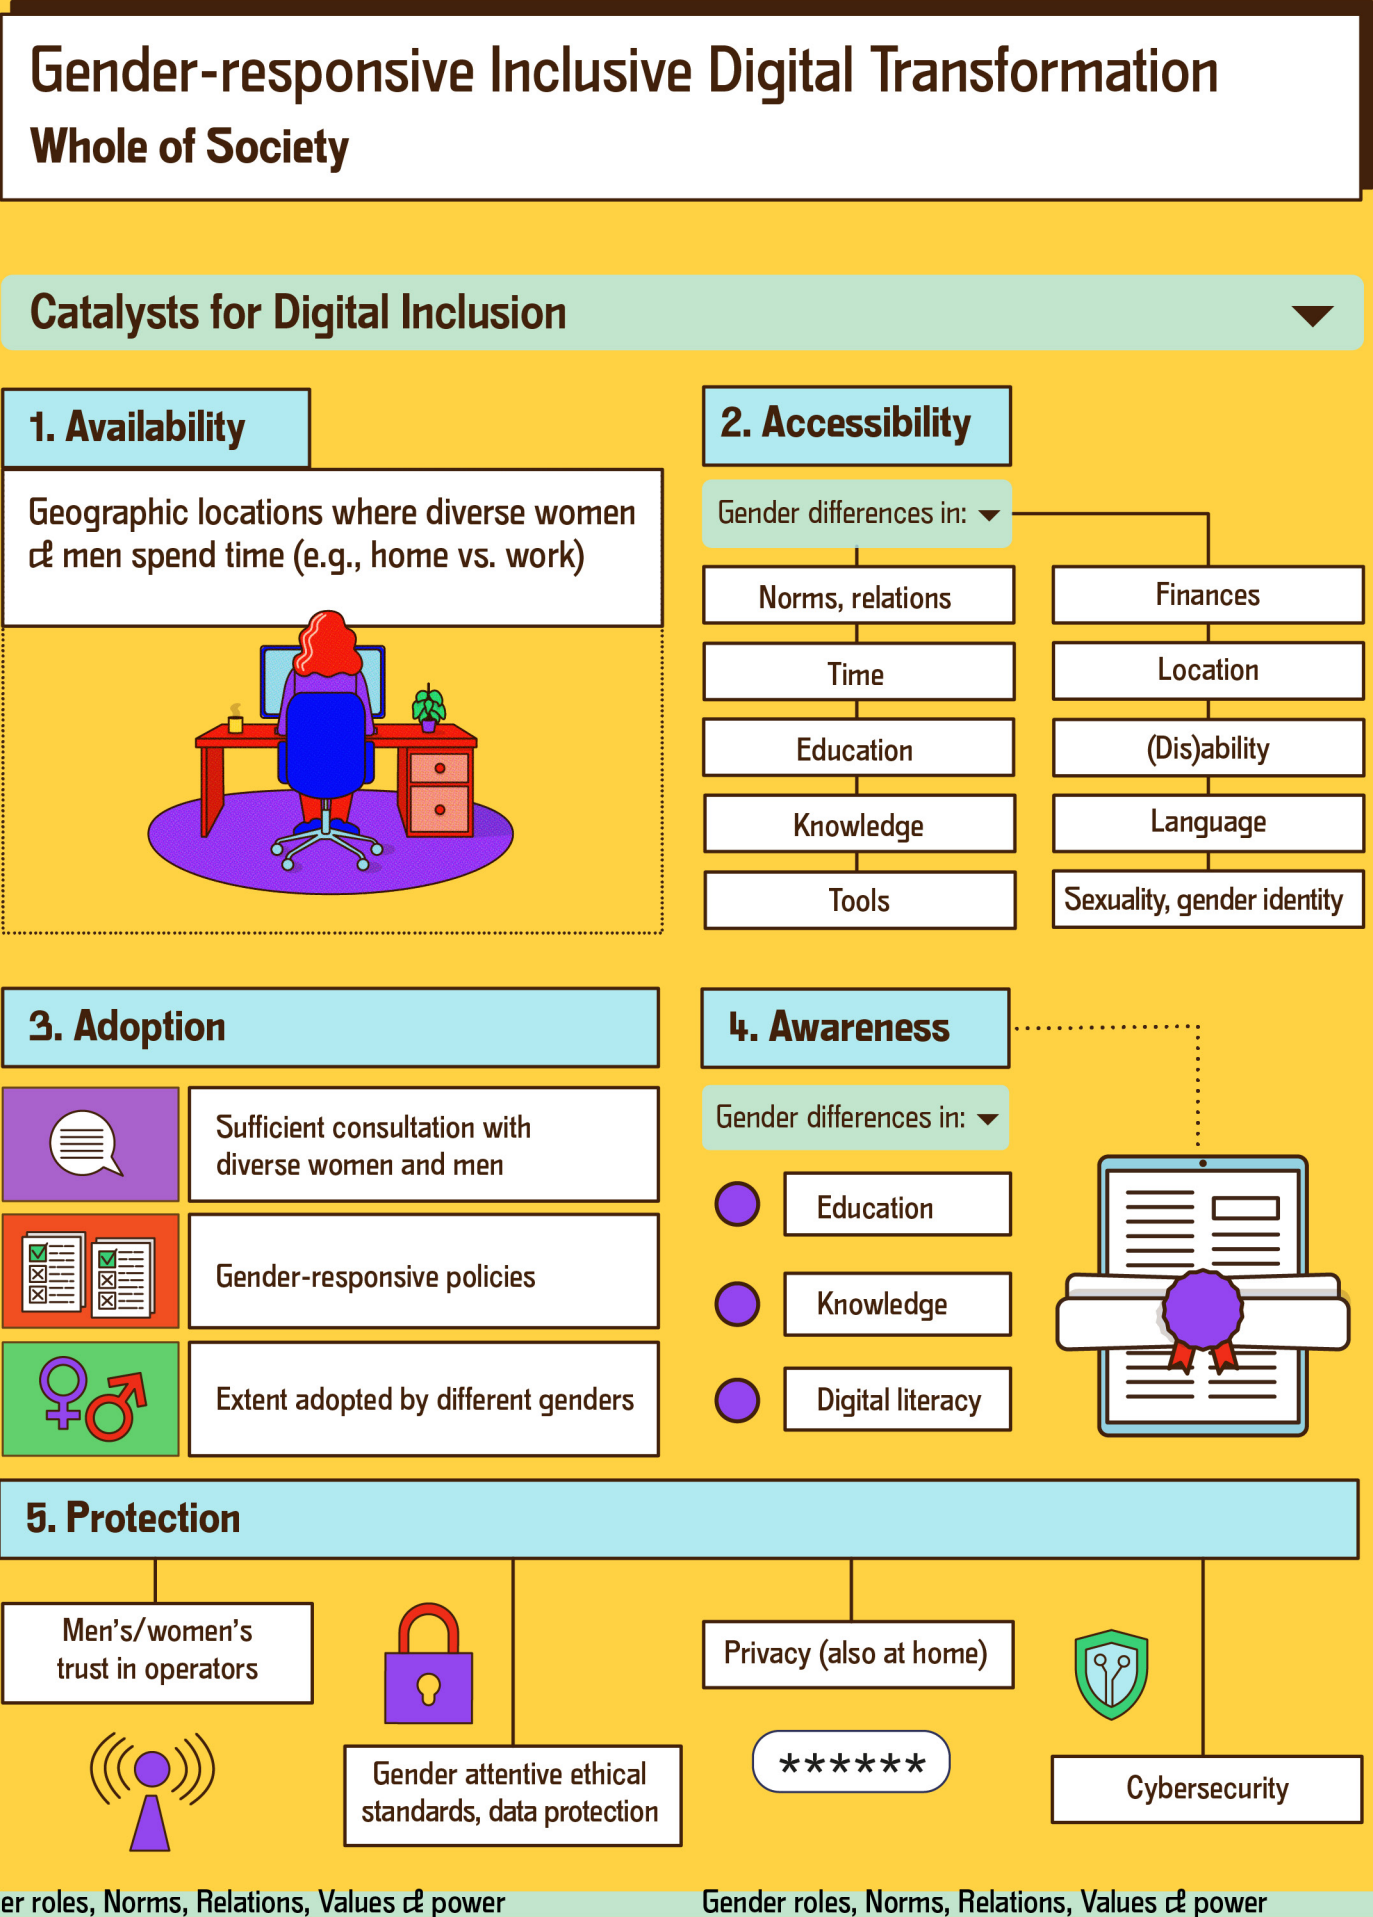 Gender-responsive Inclusive Digital Transformation
Whole of Society
Catalysts for Digital Inclusion
1. Availability
Geographic locations where diverse women
& men spend time (e.g., home vs. work)
2. Accessibility
Gender differences in:
Norms, relations
Time
Education
Knowledge
Tools
Finances
Location
(Dis)ability
Language
Sexuality, gender identity
3. Adoption
Sufficient consultation with
diverse women and men
Gender-responsive policies
Extent adopted by different genders
4. Awareness
Gender differences in:
Education
Knowledge
Digital literacy
5. Protection
Men's/women's
trust in operators
Gender attentive ethical
standards, data protection
Privacy (also at home)
******
Cybersecurity
er roles, Norms, Relations, Values & power
Gender roles, Norms, Relations, Values & power